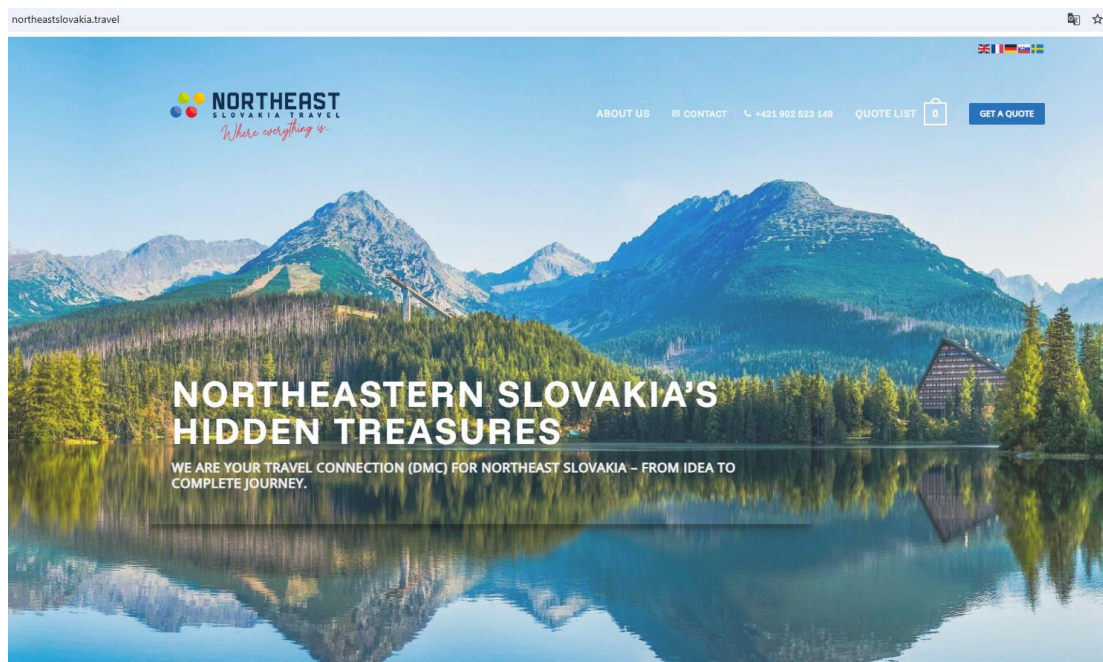 northeastslovakia.travel
NORTHEAST
SLOVAKIA TRAVEL
Where everything is.
ABOUT US
CONTACT
+421 902 523 149
QUOTE LIST
0
GET A QUOTE
NORTHEASTERN SLOVAKIA'S
HIDDEN TREASURES
WE ARE YOUR TRAVEL CONNECTION (DMC) FOR NORTHEAST SLOVAKIA – FROM IDEA TO
COMPLETE JOURNEY.